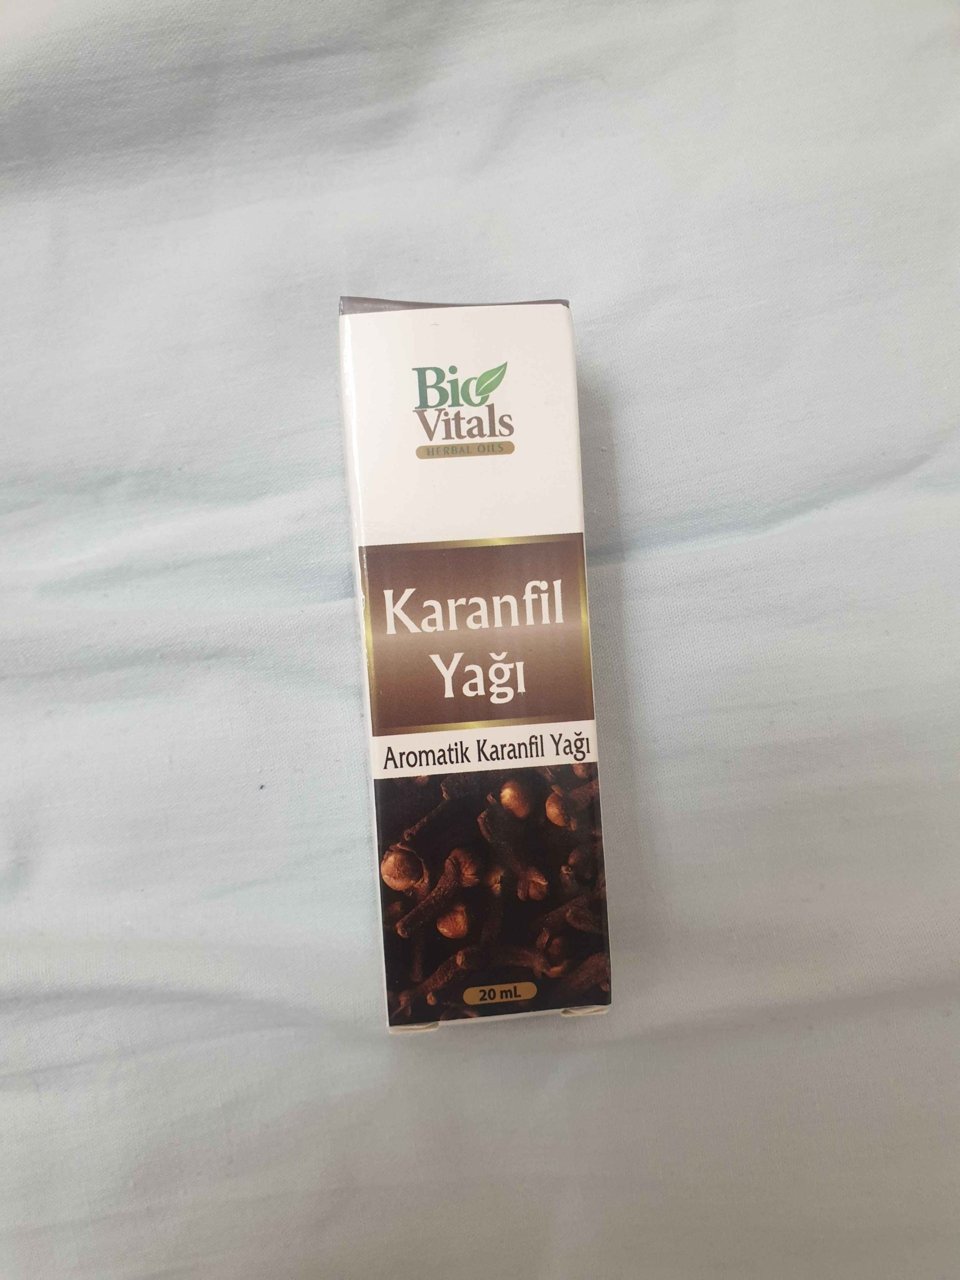 Bio
Vitals
HERBAL OILS
Karanfil
Yağı
Aromatik Karanfil Yağı
20 mL